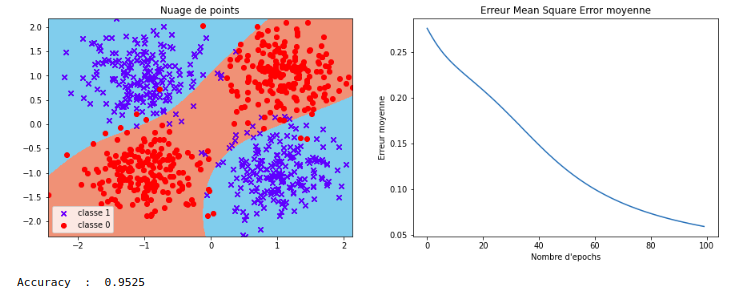 Nuage de points
2.0
1.5
1.0
0.5
0.0
−0.5
−1.0
−1.5
−2.0
classe 1
classe 0
−2 −1 0 1 2
Erreur Mean Square Error moyenne
Erreur moyenne
0.25
0.20
0.15
0.10
0.05
0 20 40 60 80 100
Nombre d'epochs
Accuracy : 0.9525